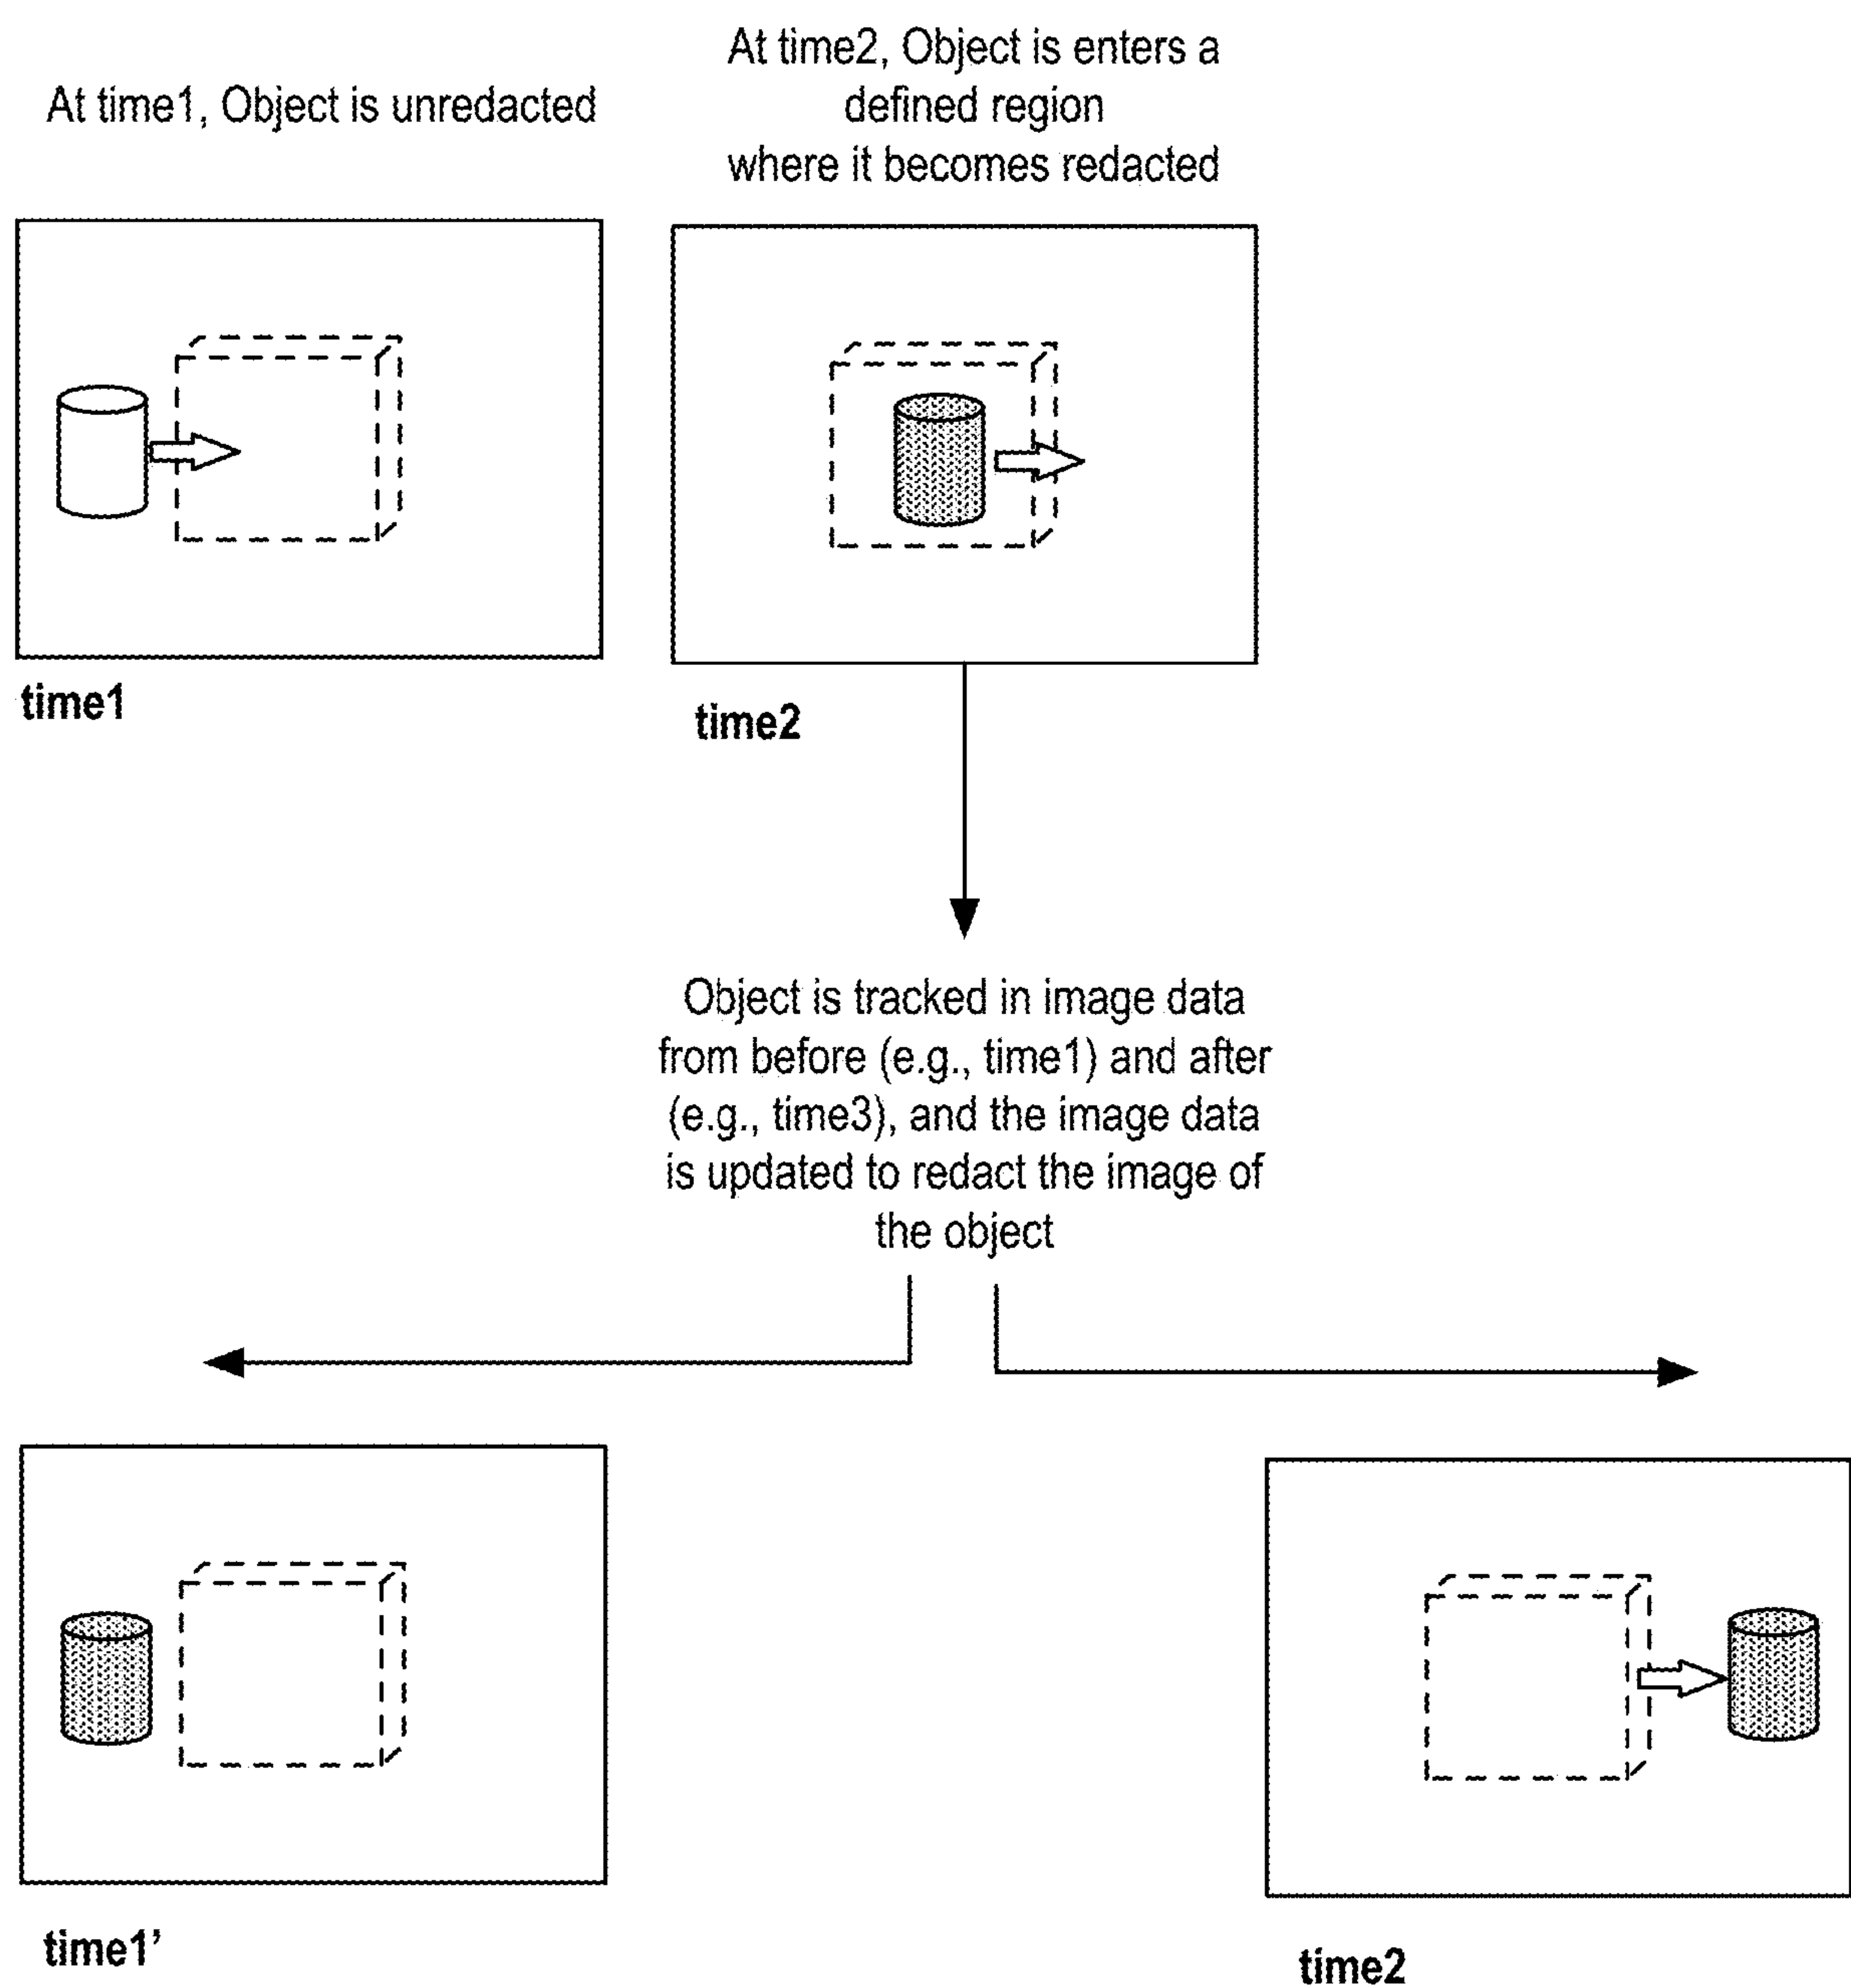 At time1, Object is unredacted
At time2, Object is enters a
defined region
where it becomes redacted
time1
time2
Object is tracked in image data
from before (e.g., time1) and after
(e.g., time3), and the image data
is updated to redact the image of
the object
time1’
time2